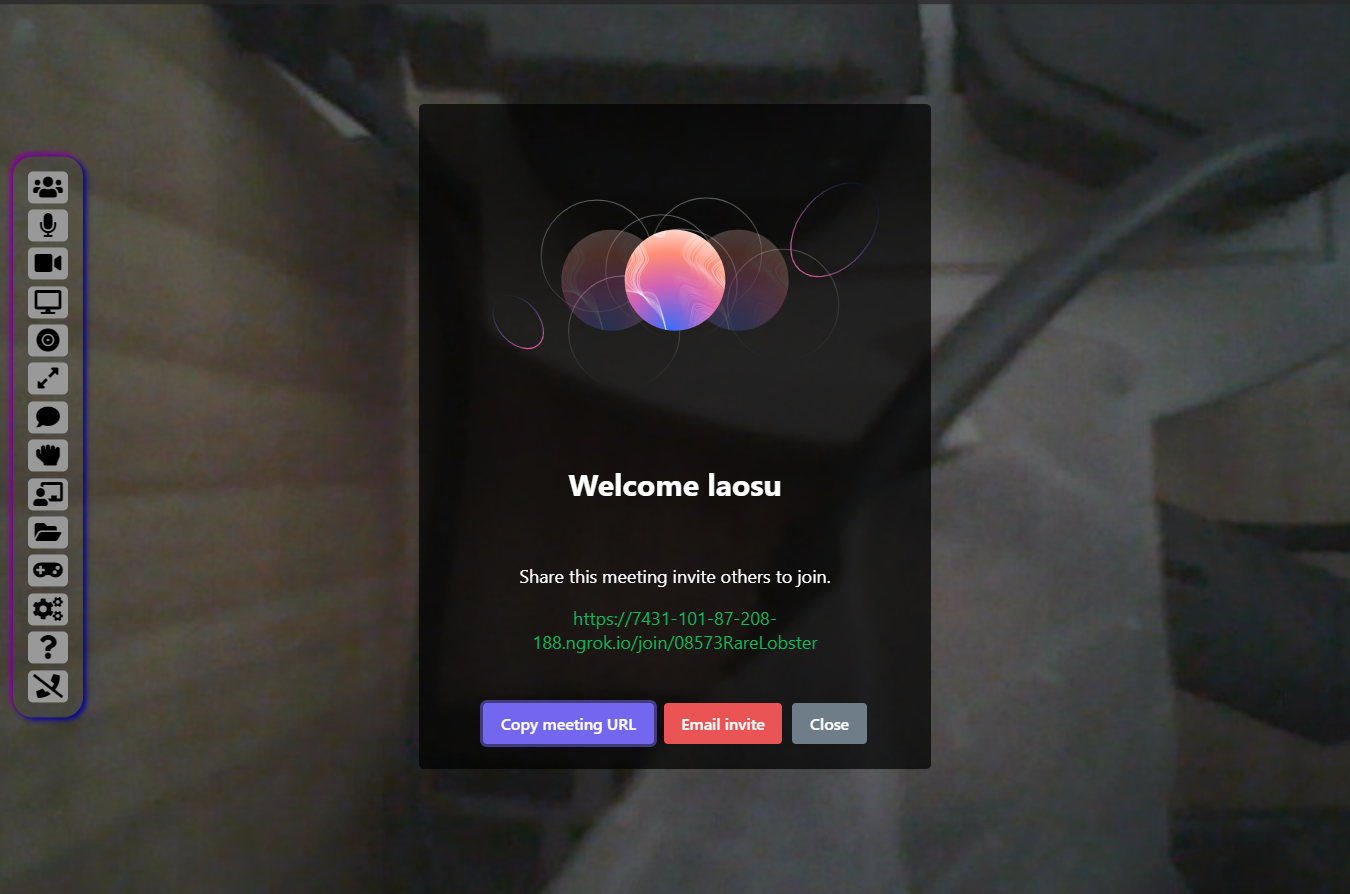 Welcome laosu
Share this meeting invite others to join.
https://7431-101-87-208-
188.ngrok.io/join/08573RareLobster
Copy meeting URL
Email invite
Close